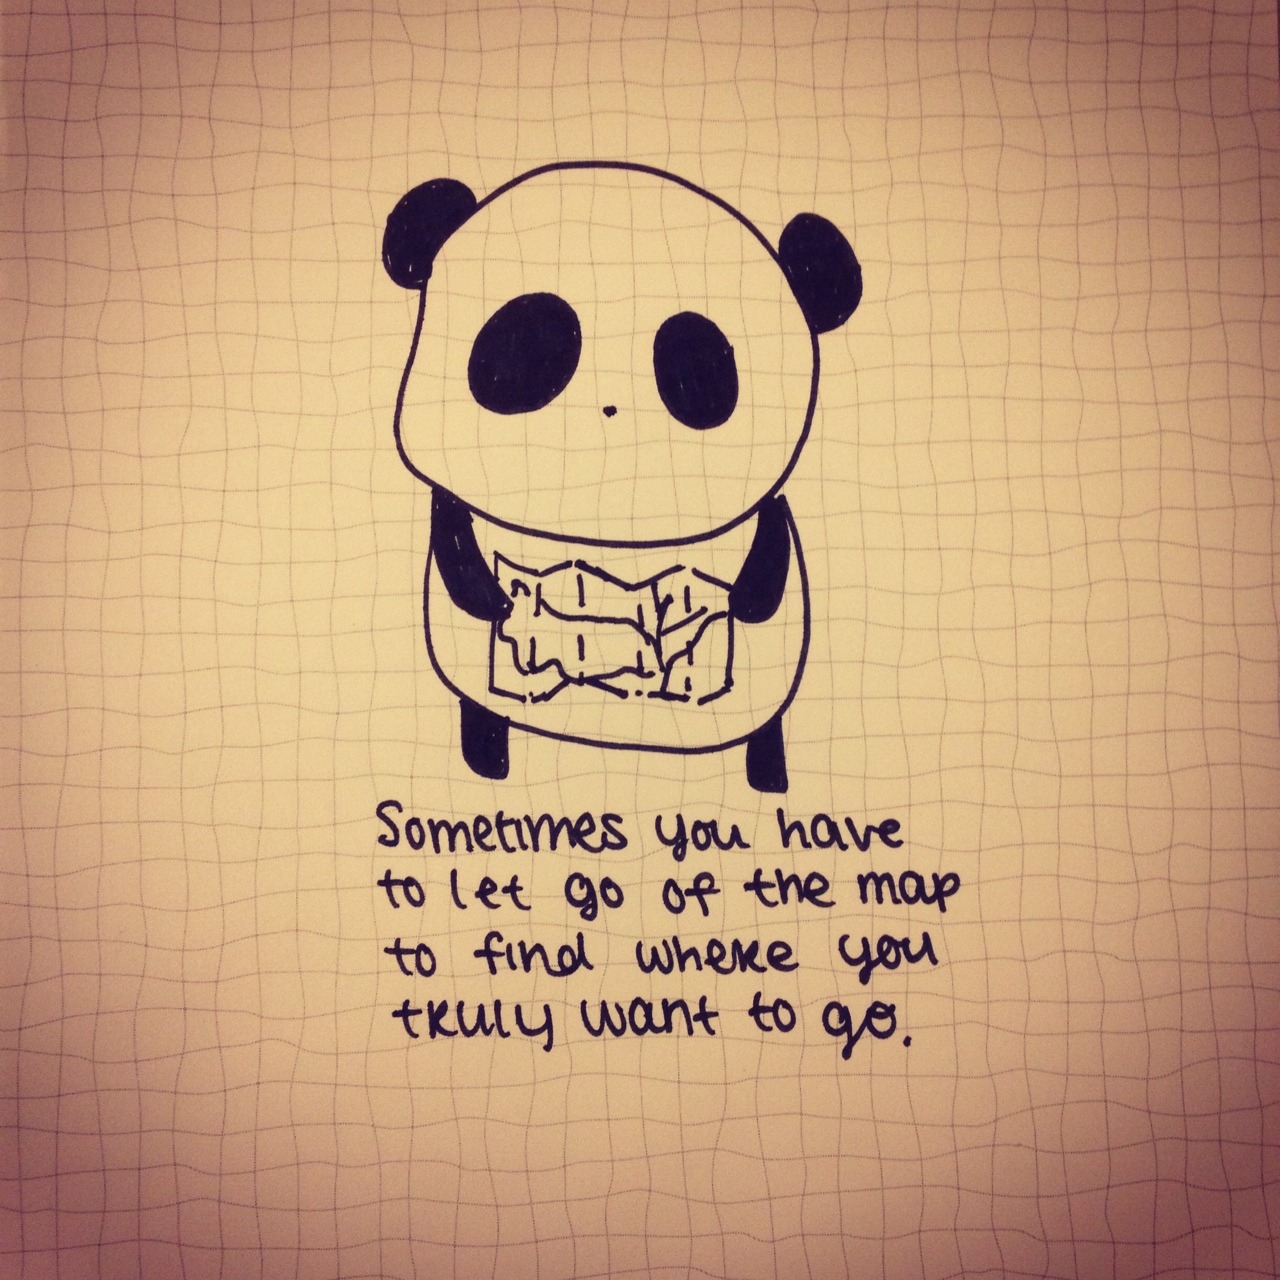 Sometimes you have
to let go of the map
to find where you
truly want to go.